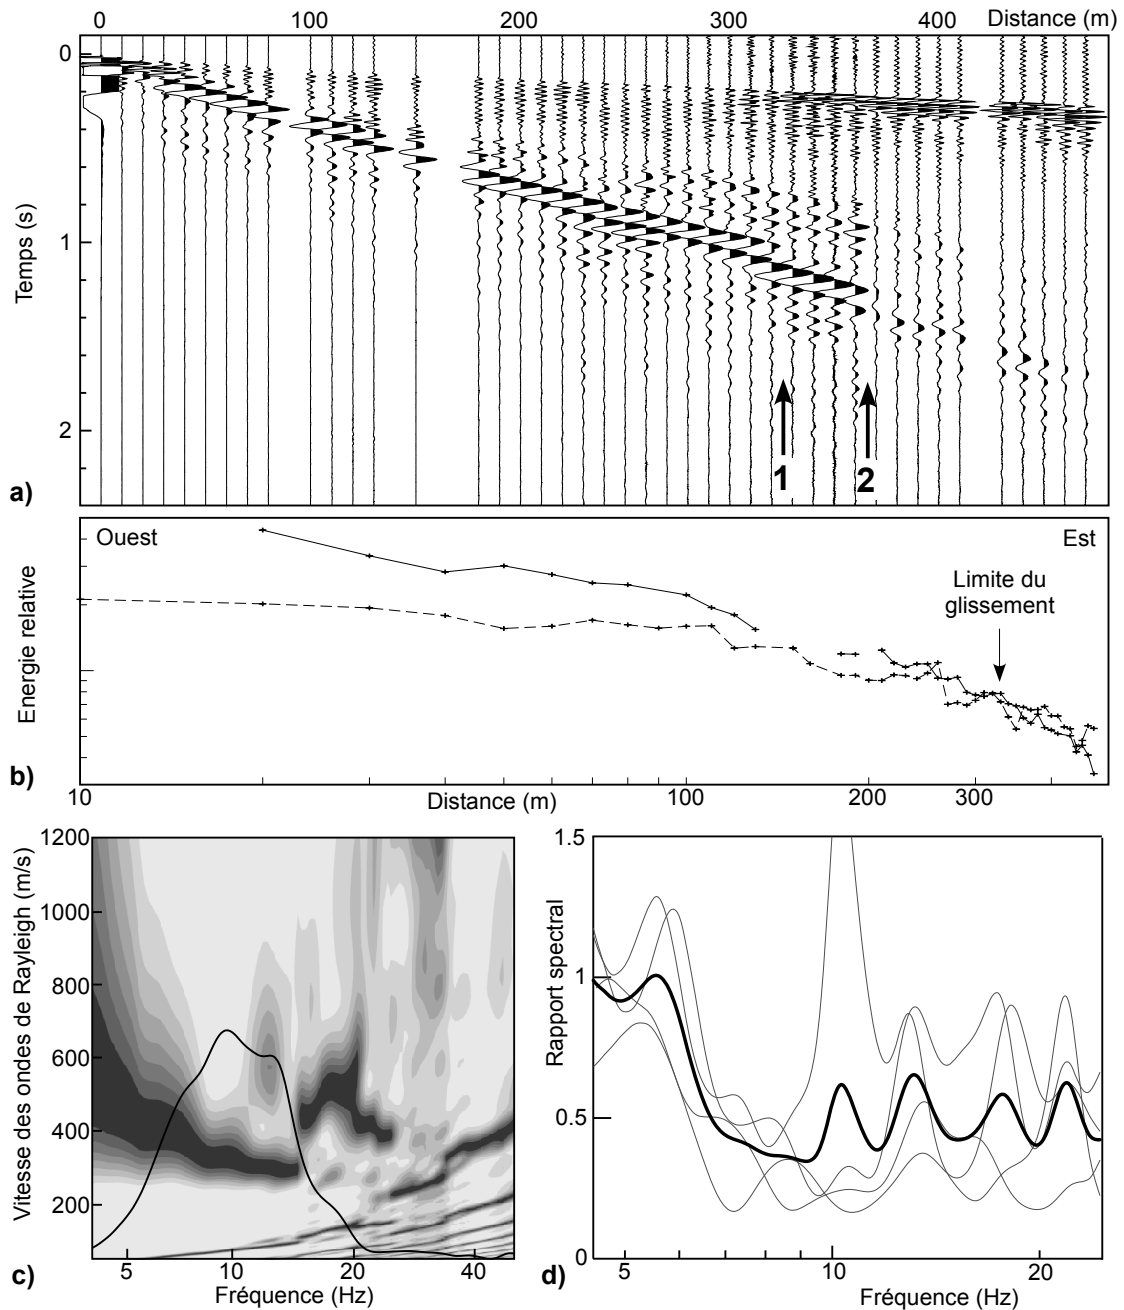 0 100 200 300 400 Distance (m)
0
1
2
Temps (s)
1 2
a)
Ouest Est
Limite du
glissement
Energie relative
b)
10 Distance (m) 100 200 300
1200
1000
800
600
400
200
Vitesse des ondes de Rayleigh (m/s)
5 10 20 40
Fréquence (Hz)
c)
1.5
1
0.5
0
Rapport spectral
5 10 20
Fréquence (Hz)
d)